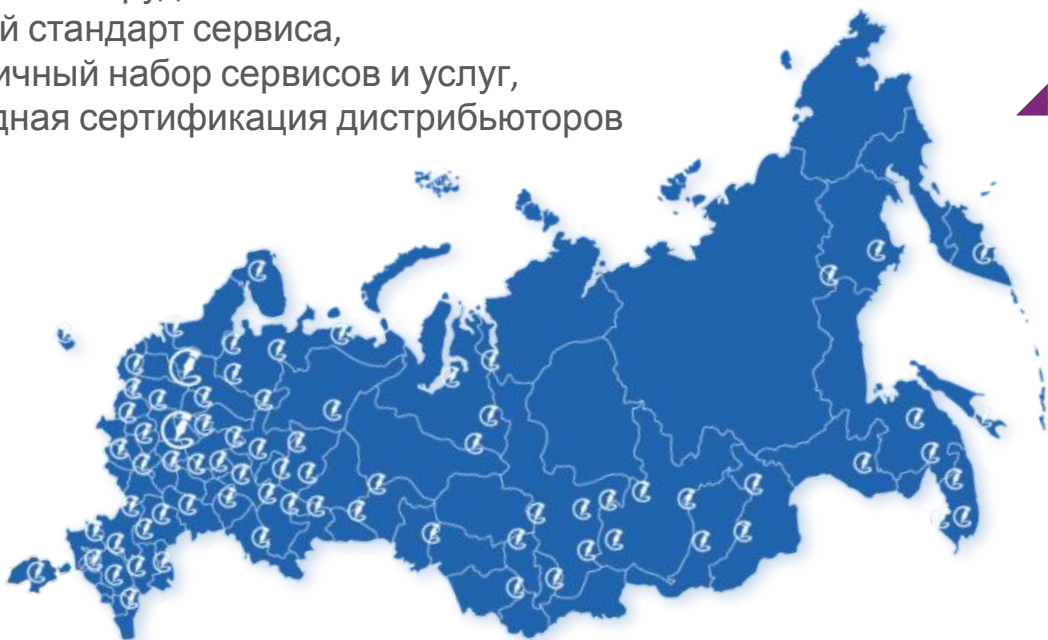 й стандарт сервиса,
ичный набор сервисов и услуг,
дная сертификация дистрибьюторов